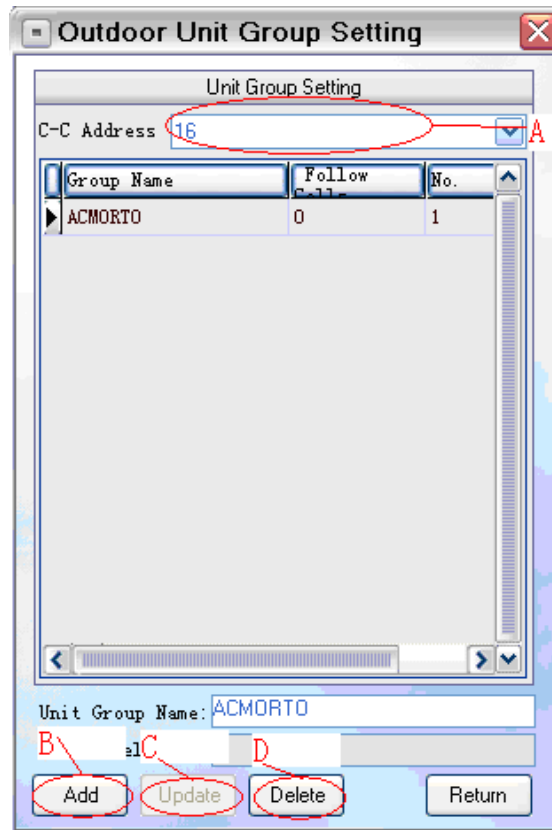 Outdoor Unit Group Setting
Unit Group Setting
C-C Address 16 A
Group Name Follow No.
ACMORTO 0 1
Unit Group Name: ACMORTO
B C D
Add Update Delete Return